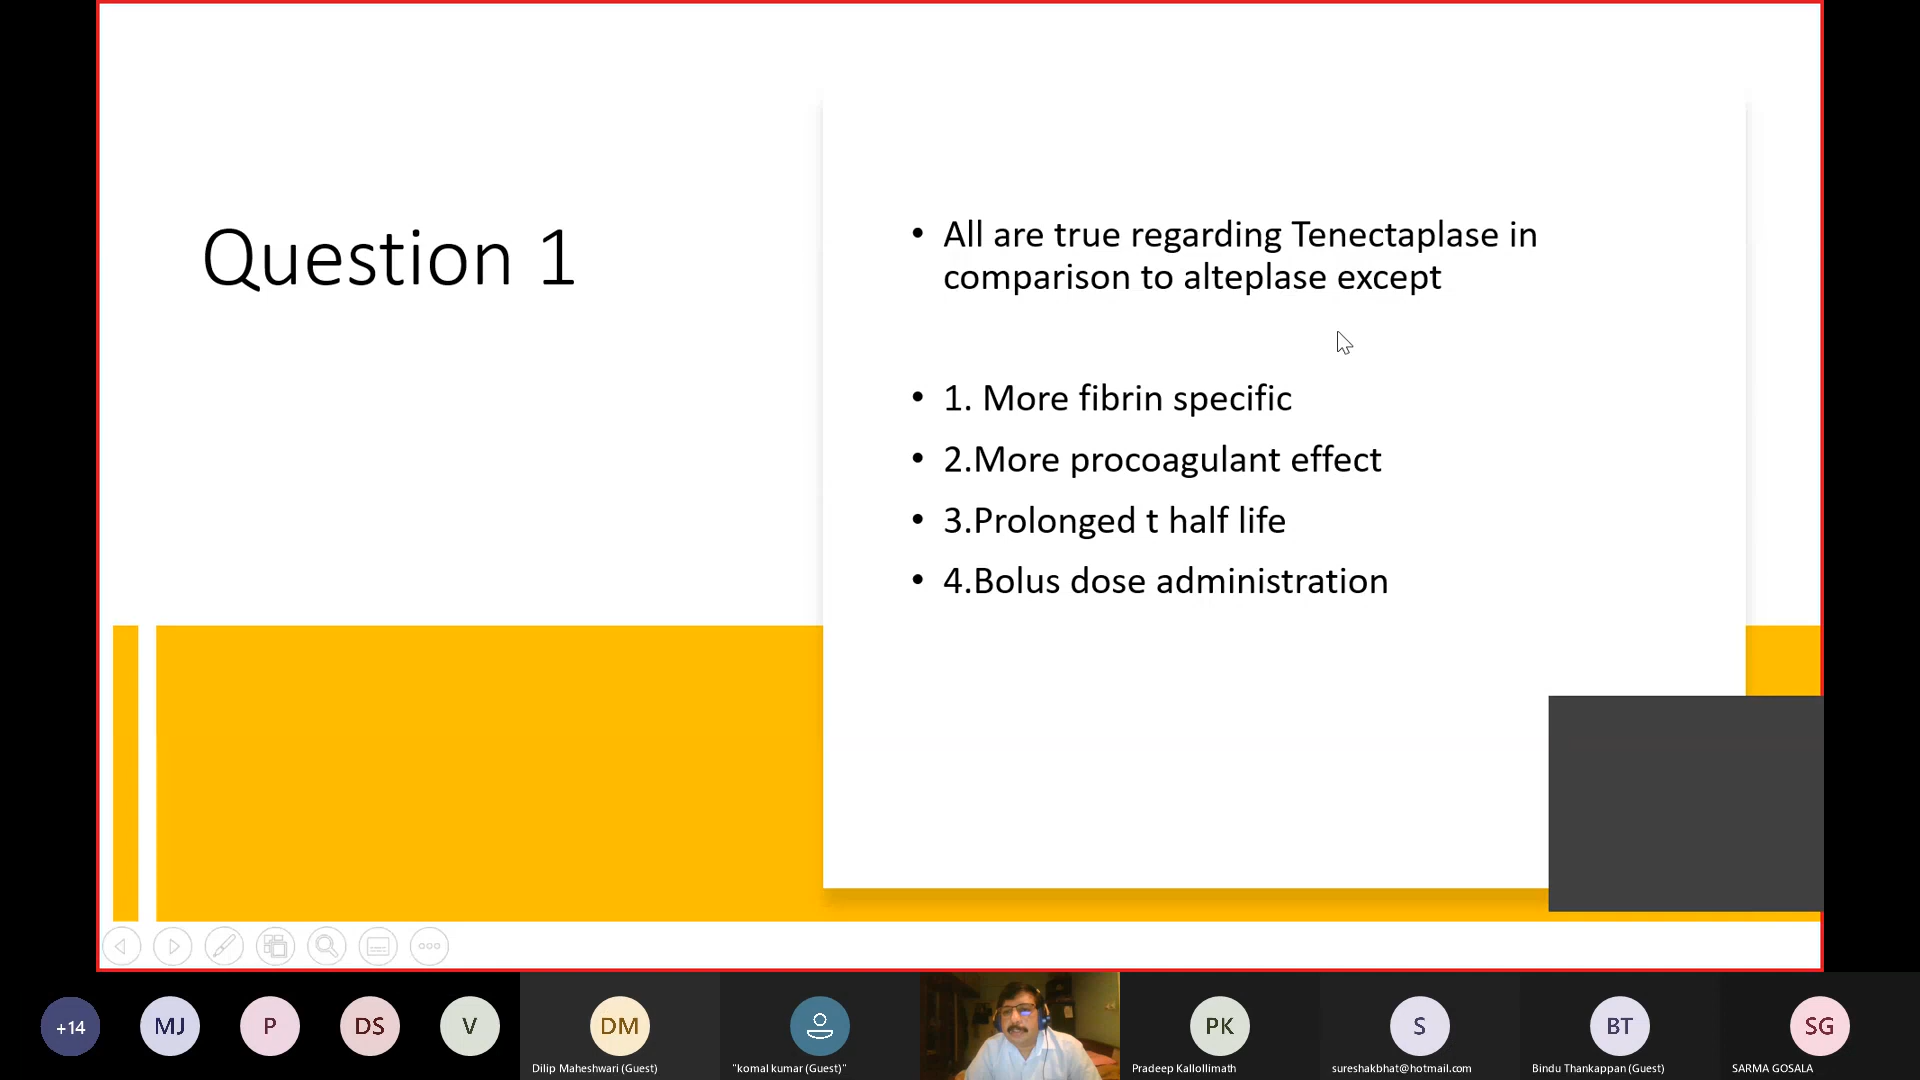 Question 1
• All are true regarding Tenectaplase in
comparison to alteplase except
• 1. More fibrin specific
• 2.More procoagulant effect
• 3.Prolonged t half life
• 4.Bolus dose administration
+14
MJ
P
DS
V
DM
PK
S
BT
SG
Dilip Maheshwari (Guest)
"komal kumar (Guest)"
Pradeep Kallollimath
sureshakbhat@hotmail.com
Bindu Thankappan (Guest)
SARMA GOSALA